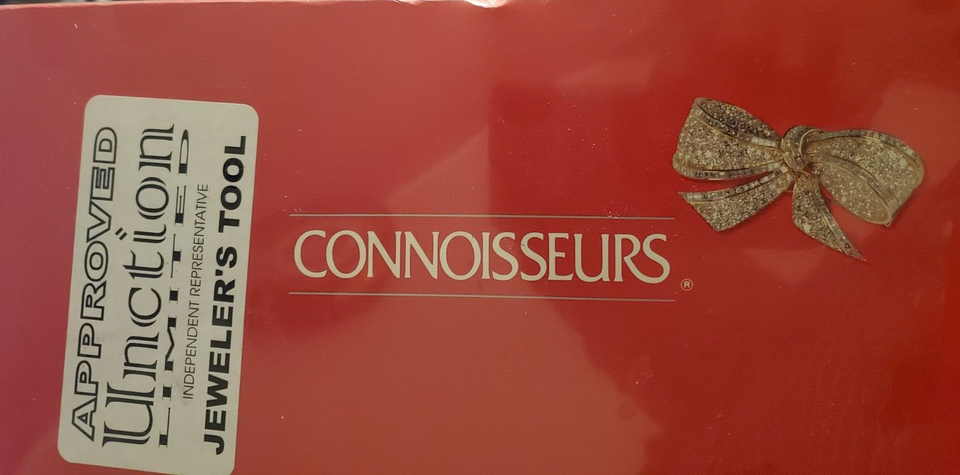 APPROVED
Unction
LIMITED
INDEPENDENT REPRESENTATIVE
JEWELER'S TOOL
CONNOISSEURS®